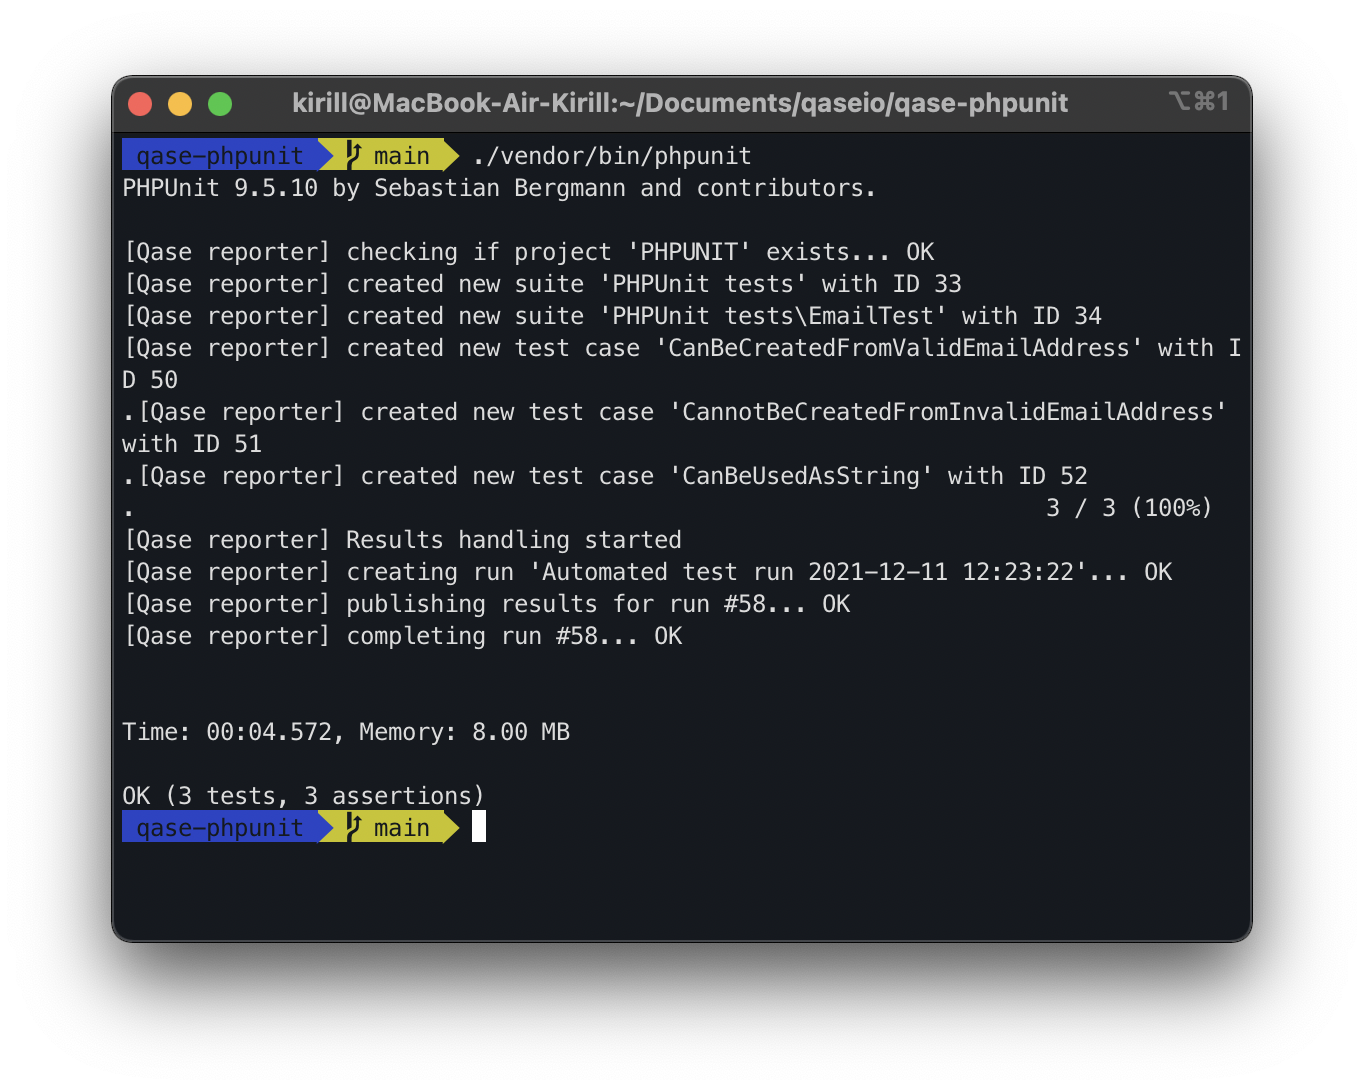 kirill@MacBook-Air-Kirill:~/Documents/qaseio/qase-phpunit ⌥⌘1
qase-phpunit main ./vendor/bin/phpunit
PHPUnit 9.5.10 by Sebastian Bergmann and contributors.
[Qase reporter] checking if project 'PHPUNIT' exists... OK
[Qase reporter] created new suite 'PHPUnit tests' with ID 33
[Qase reporter] created new suite 'PHPUnit tests\EmailTest' with ID 34
[Qase reporter] created new test case 'CanBeCreatedFromValidEmailAddress' with I
D 50
.[Qase reporter] created new test case 'CannotBeCreatedFromInvalidEmailAddress'
with ID 51
.[Qase reporter] created new test case 'CanBeUsedAsString' with ID 52
. 3 / 3 (100%)
[Qase reporter] Results handling started
[Qase reporter] creating run 'Automated test run 2021-12-11 12:23:22'... OK
[Qase reporter] publishing results for run #58... OK
[Qase reporter] completing run #58... OK
Time: 00:04.572, Memory: 8.00 MB
OK (3 tests, 3 assertions)
qase-phpunit main